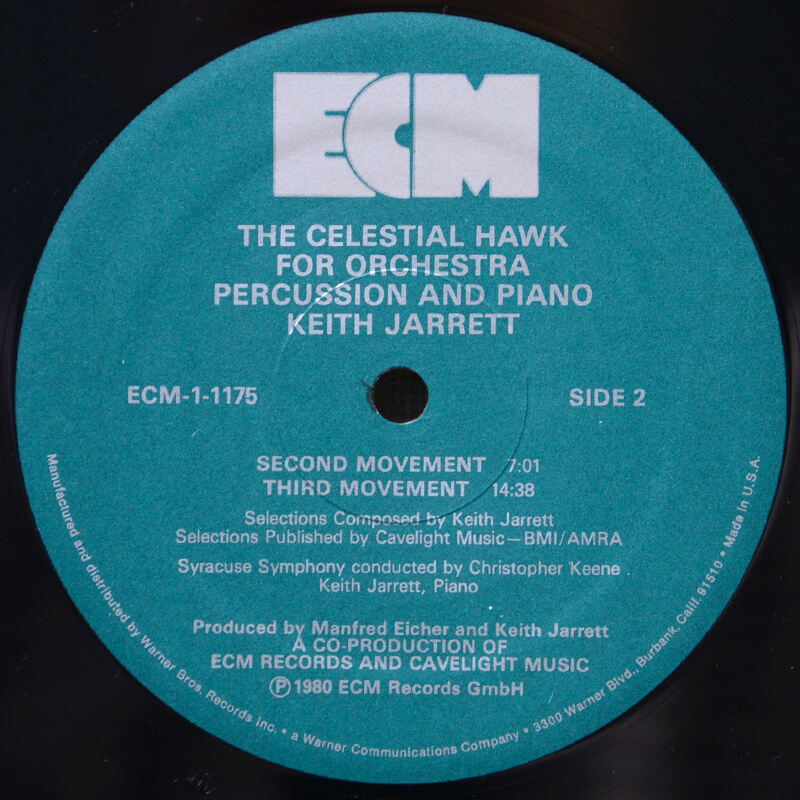 ECM
THE CELESTIAL HAWK
FOR ORCHESTRA
PERCUSSION AND PIANO
KEITH JARRETT
ECM-1-1175
SIDE 2
SECOND MOVEMENT 7:01
THIRD MOVEMENT 14:38
Selections Composed by Keith Jarrett
Selections Published by Cavelight Music—BMI/AMRA
Syracuse Symphony conducted by Christopher Keene
Keith Jarrett, Piano
Produced by Manfred Eicher and Keith Jarrett
A CO-PRODUCTION OF
ECM RECORDS AND CAVELIGHT MUSIC
Ⓟ 1980 ECM Records GmbH
Manufactured and distributed by Warner Bros. Records Inc. • a Warner Communications Company • 3300 Warner Blvd., Burbank, Calif. 91510 • Made in U.S.A.